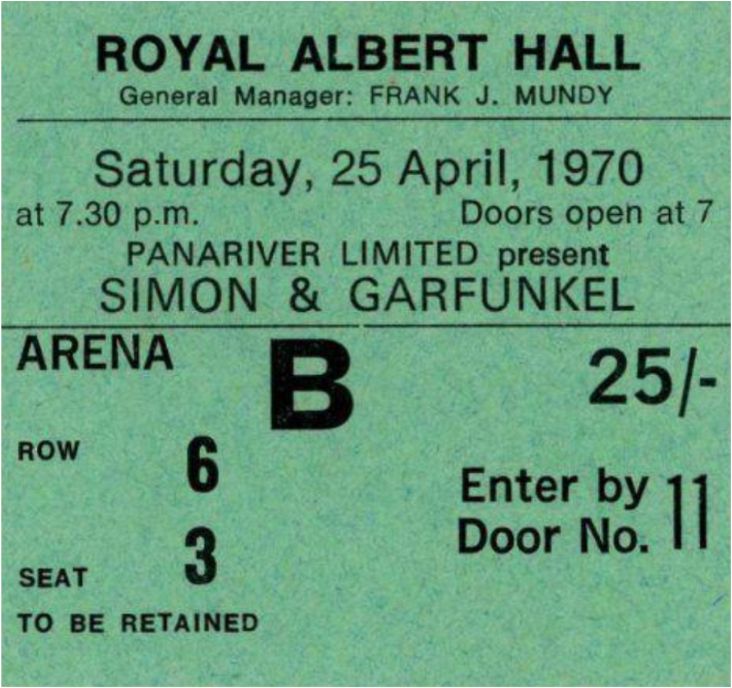 ROYAL ALBERT HALL
General Manager: FRANK J. MUNDY
Saturday, 25 April, 1970
at 7.30 p.m. Doors open at 7
PANARIVER LIMITED present
SIMON & GARFUNKEL
ARENA B 25/-
ROW 6
Enter by
Door No. 11
SEAT 3
TO BE RETAINED